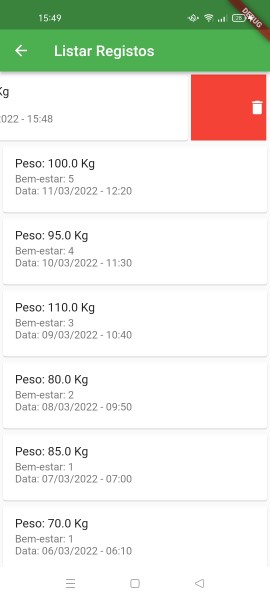 15:49
DEBUG
Listar Registos
Kg
2022 - 15:48
Peso: 100.0 Kg
Bem-estar: 5
Data: 11/03/2022 - 12:20
Peso: 95.0 Kg
Bem-estar: 4
Data: 10/03/2022 - 11:30
Peso: 110.0 Kg
Bem-estar: 3
Data: 09/03/2022 - 10:40
Peso: 80.0 Kg
Bem-estar: 2
Data: 08/03/2022 - 09:50
Peso: 85.0 Kg
Bem-estar: 1
Data: 07/03/2022 - 07:00
Peso: 70.0 Kg
Bem-estar: 1
Data: 06/03/2022 - 06:10